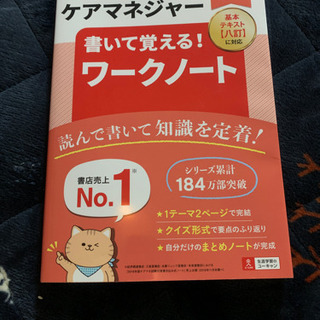 ケアマネジャー
基本
テキスト
【八訂】
に対応
書いて覚える!
ワークノート
読んで書いて知識を定着!
書店売上
No.1※
シリーズ累計
184万部突破
★1テーマ2ページで完結
★クイズ形式で要点のふり返り
★自分だけのまとめノートが完成
生涯学習の
ユーキャン